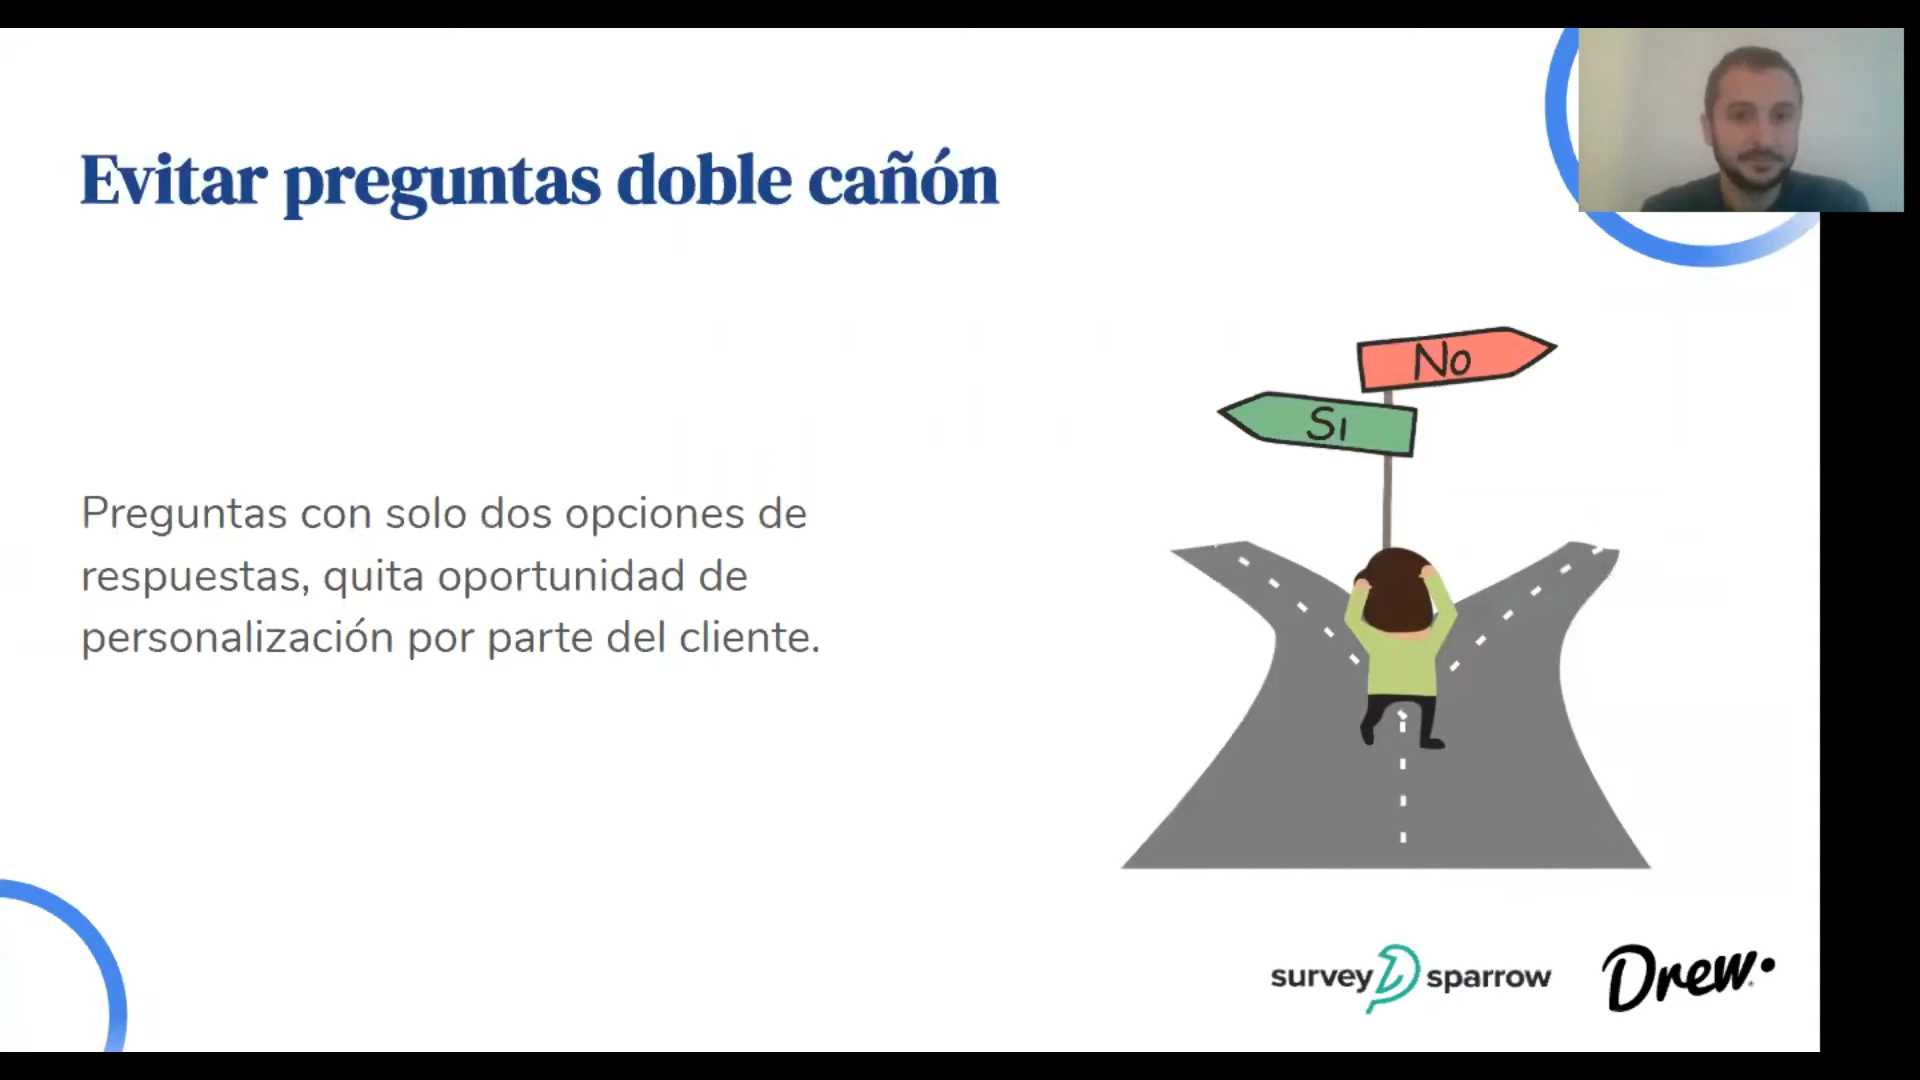 Evitar preguntas doble cañón
No
Si
Preguntas con solo dos opciones de
respuestas, quita oportunidad de
personalización por parte del cliente.
survey sparrow
Drew